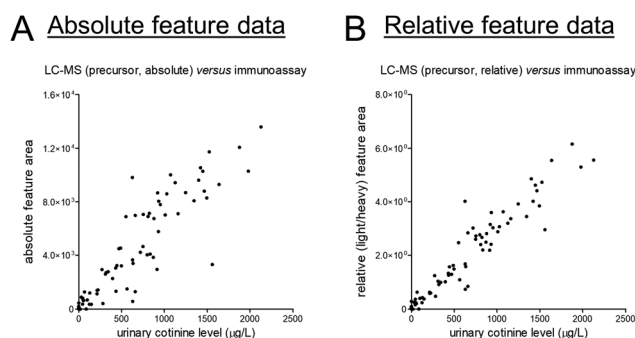 A Absolute feature data
LC-MS (precursor, absolute) versus immunoassay
absolute feature area
1.6×10⁴
1.2×10⁴
8.0×10³
4.0×10³
0
0 500 1000 1500 2000 2500
urinary cotinine level (μg/L)
B Relative feature data
LC-MS (precursor, relative) versus immunoassay
relative (light/heavy) feature area
8.0×10⁰
6.0×10⁰
4.0×10⁰
2.0×10⁰
0
0 500 1000 1500 2000 2500
urinary cotinine level (μg/L)